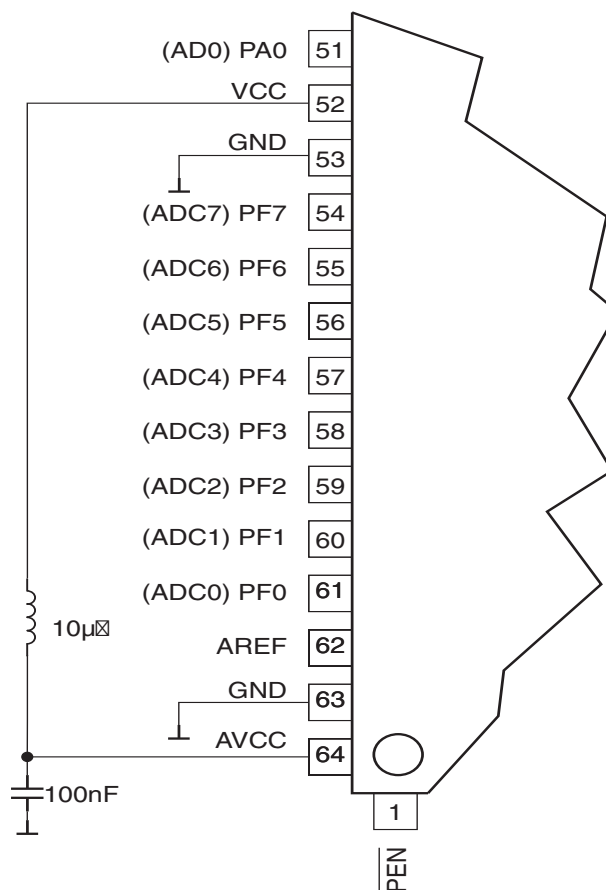 (AD0) PA0 51
VCC 52
GND 53
(ADC7) PF7 54
(ADC6) PF6 55
(ADC5) PF5 56
(ADC4) PF4 57
(ADC3) PF3 58
(ADC2) PF2 59
(ADC1) PF1 60
(ADC0) PF0 61
10µ
AREF 62
GND 63
AVCC 64
100nF
1
PEN